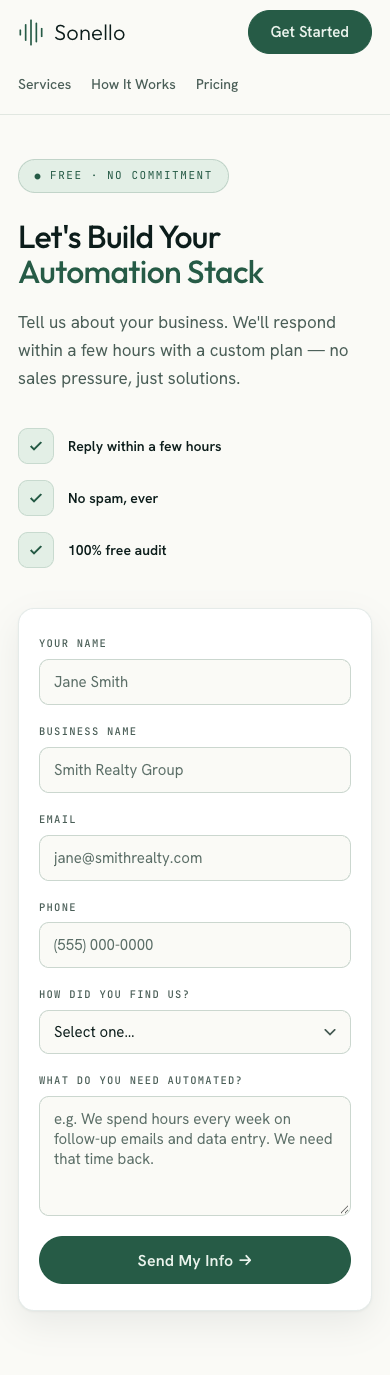 Sonello
Get Started
Services How It Works Pricing
FREE · NO COMMITMENT
Let's Build Your
Automation Stack
Tell us about your business. We'll respond
within a few hours with a custom plan — no
sales pressure, just solutions.
Reply within a few hours
No spam, ever
100% free audit
YOUR NAME
Jane Smith
BUSINESS NAME
Smith Realty Group
EMAIL
jane@smithrealty.com
PHONE
(555) 000-0000
HOW DID YOU FIND US?
Select one...
WHAT DO YOU NEED AUTOMATED?
e.g. We spend hours every week on
follow-up emails and data entry. We need
that time back.
Send My Info →